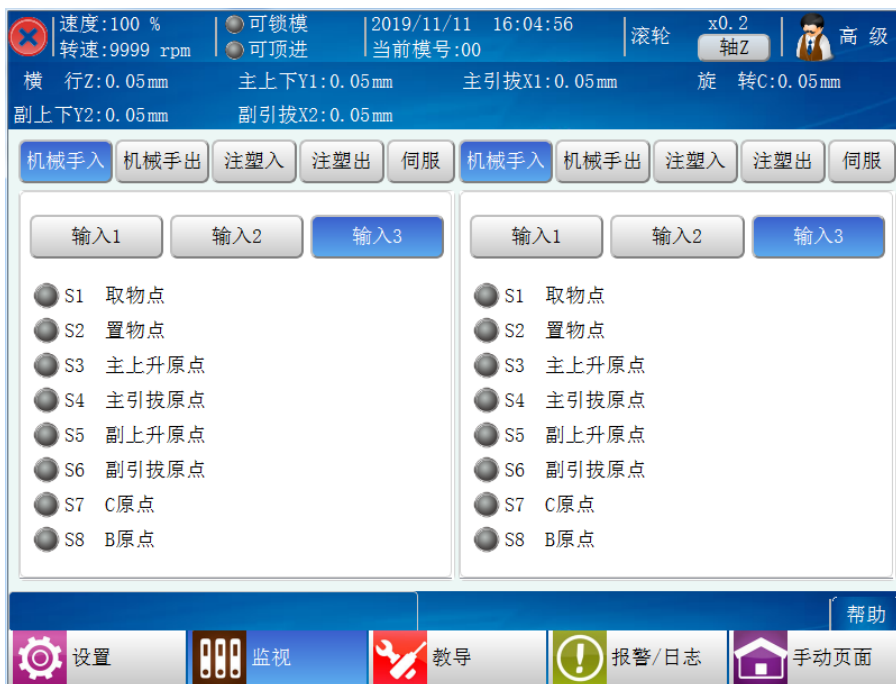 速度:100 % 可锁模 2019/11/11 16:04:56 滚轮 x0.2 高 级
转速:9999 rpm 可顶进 当前模号:00 轴Z
横 行Z:0.05mm 主上下Y1:0.05mm 主引拔X1:0.05mm 旋 转C:0.05mm
副上下Y2:0.05mm 副引拔X2:0.05mm
机械手入 机械手出 注塑入 注塑出 伺服 机械手入 机械手出 注塑入 注塑出 伺服
输入1 输入2 输入3 输入1 输入2 输入3
S1 取物点 S1 取物点
S2 置物点 S2 置物点
S3 主上升原点 S3 主上升原点
S4 主引拔原点 S4 主引拔原点
S5 副上升原点 S5 副上升原点
S6 副引拔原点 S6 副引拔原点
S7 C原点 S7 C原点
S8 B原点 S8 B原点
帮助
设置 监视 教导 报警/日志 手动页面